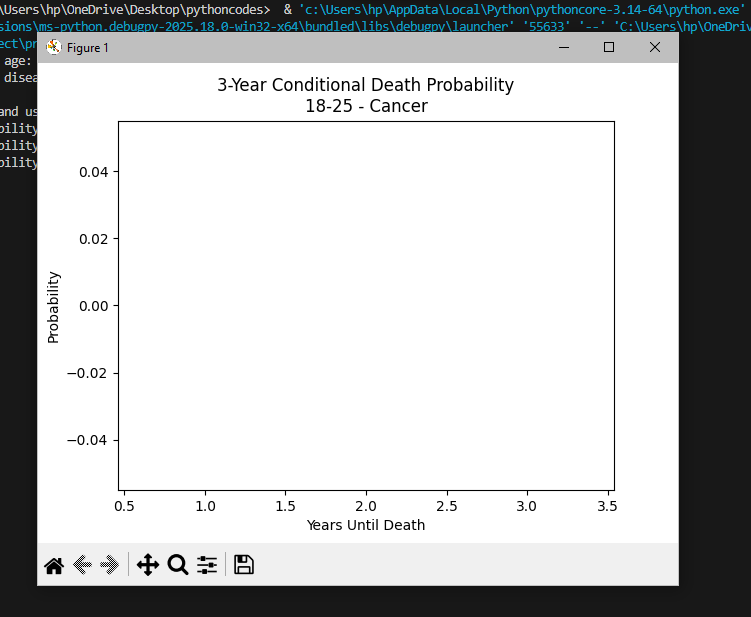 \Users\hp\OneDrive\Desktop\pythoncodes> & 'c:\Users\hp\AppData\Local\Python\pythoncore-3.14-64\python.exe'
sions\ms-python.debugpy-2025.18.0-win32-x64\bundled\libs\debugpy\launcher' '55633' '--' 'C:\Users\hp\OneDriv
ect\pr
Figure 1
age:
disea
and us
bility
bility
bility
3-Year Conditional Death Probability
18-25 - Cancer
0.04
0.02
0.00
−0.02
−0.04
Probability
0.5 1.0 1.5 2.0 2.5 3.0 3.5
Years Until Death